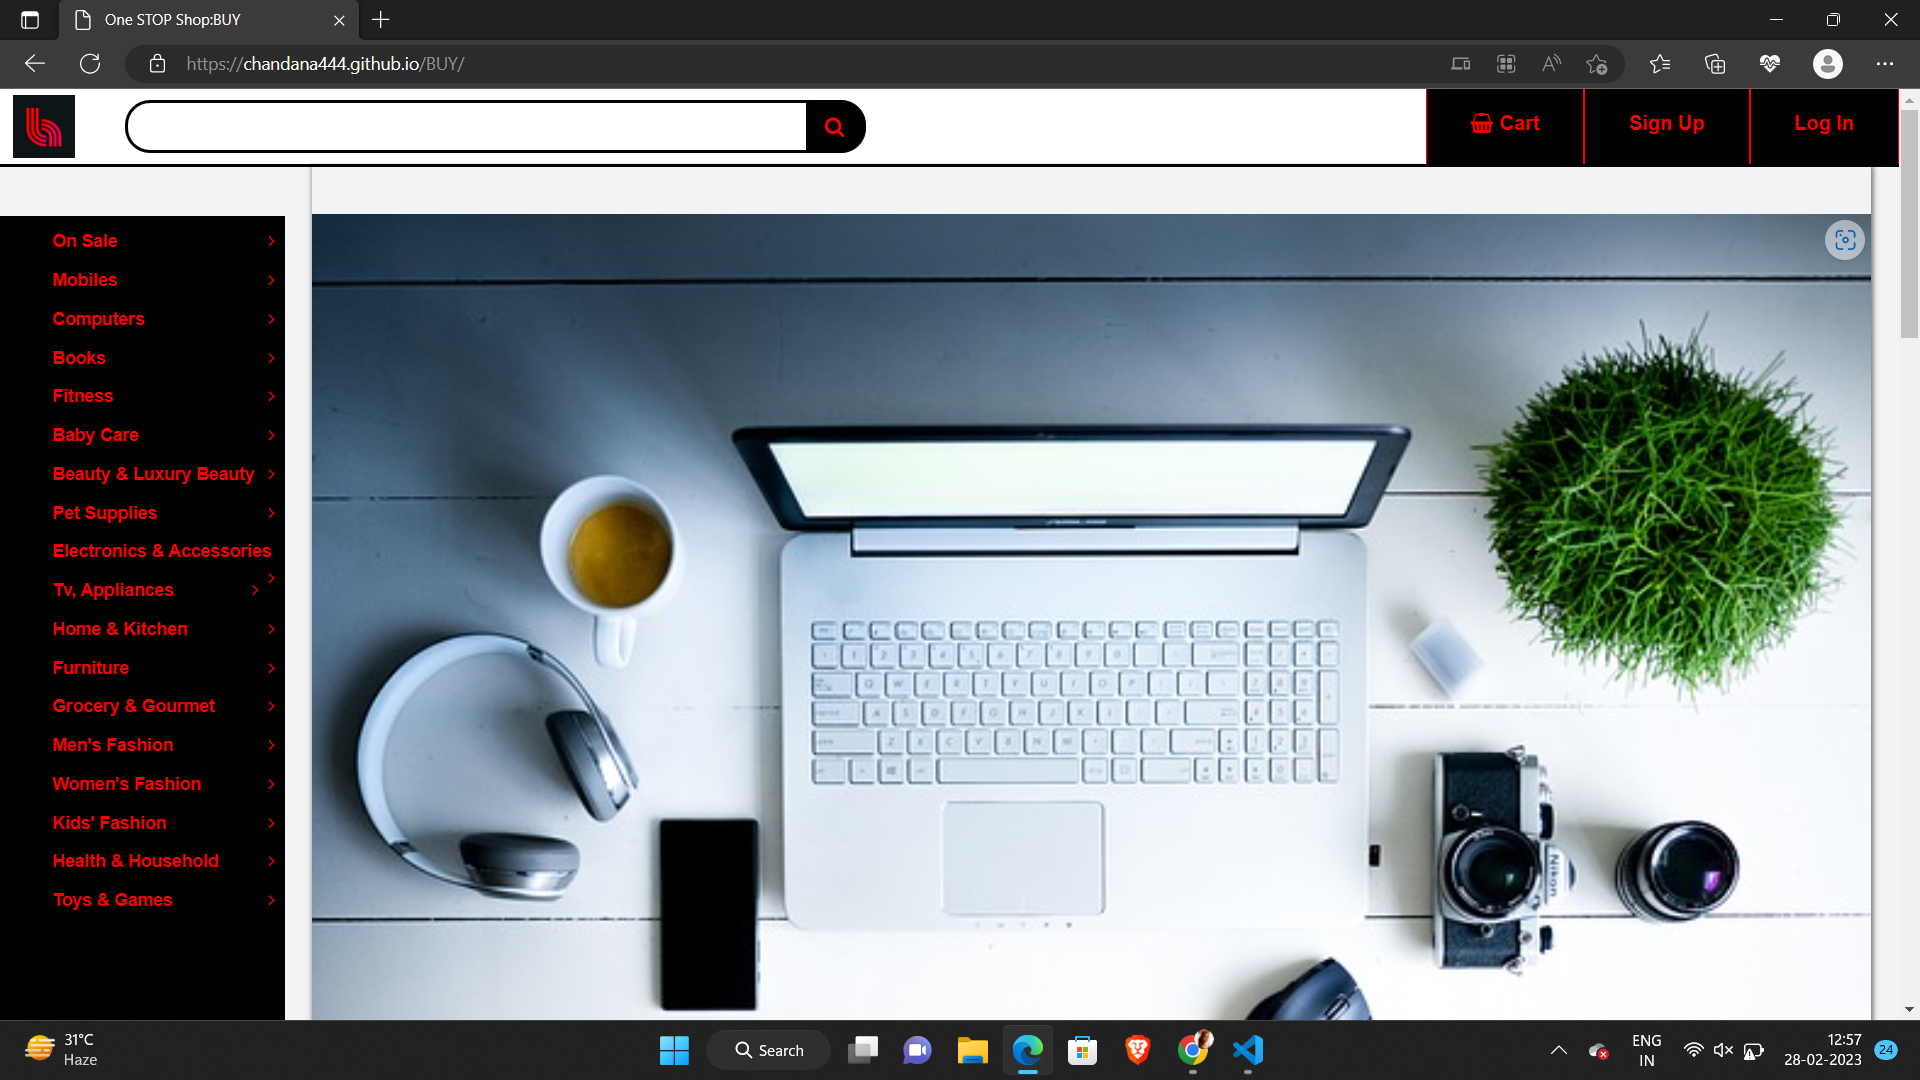 One STOP Shop:BUY
https://chandana444.github.io/BUY/
Cart
Sign Up
Log In
On Sale
Mobiles
Computers
Books
Fitness
Baby Care
Beauty & Luxury Beauty
Pet Supplies
Electronics & Accessories
Tv, Appliances
Home & Kitchen
Furniture
Grocery & Gourmet
Men's Fashion
Women's Fashion
Kids' Fashion
Health & Household
Toys & Games
Nikon
31°C
Haze
Search
ENG
IN
12:57
28-02-2023
24